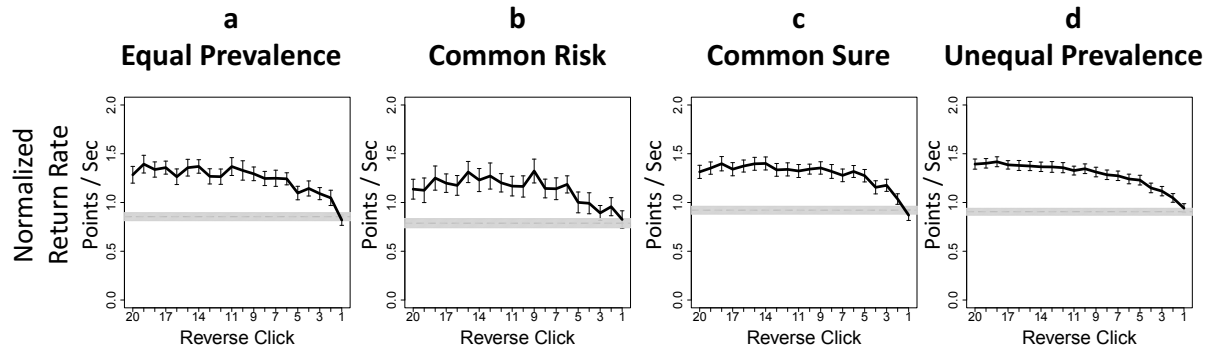 a
Equal Prevalence
b
Common Risk
c
Common Sure
d
Unequal Prevalence
Normalized
Return Rate
Points / Sec
2.0
1.5
1.0
0.5
0.0
20 17 14 11 9 7 5 3 1
Reverse Click
Points / Sec
2.0
1.5
1.0
0.5
0.0
20 17 14 11 9 7 5 3 1
Reverse Click
Points / Sec
2.0
1.5
1.0
0.5
0.0
20 17 14 11 9 7 5 3 1
Reverse Click
Points / Sec
2.0
1.5
1.0
0.5
0.0
20 17 14 11 9 7 5 3 1
Reverse Click